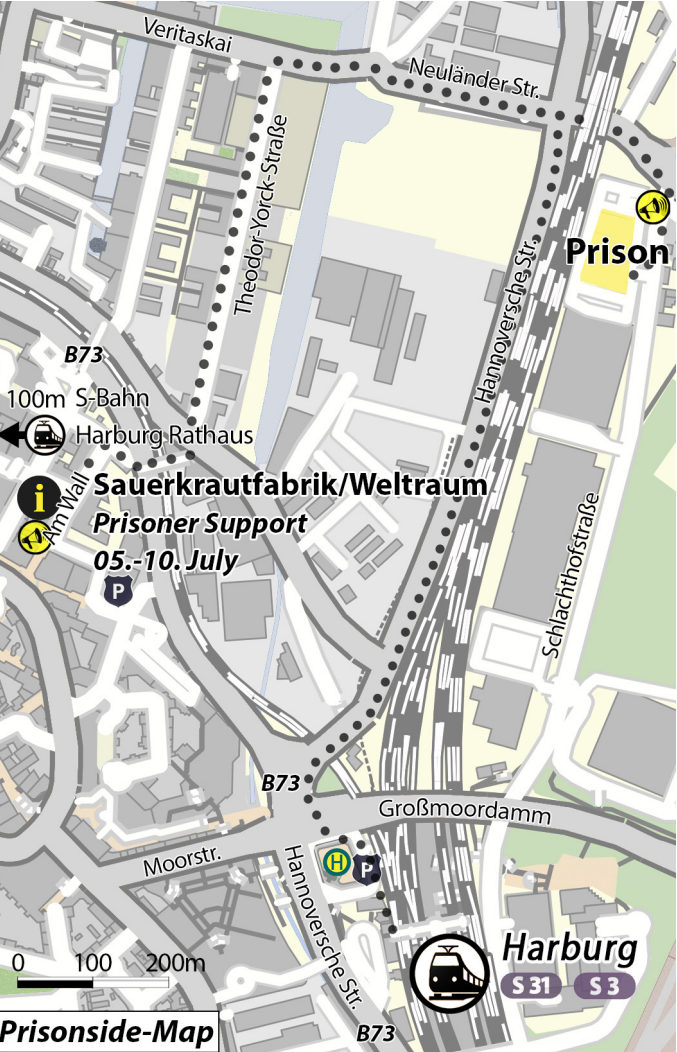 Veritaskai
Neuländer Str.
Theodor-Yorck-Straße
Hannoversche Str.
Prison
B73
100m S-Bahn
Harburg Rathaus
i
Am Wall
Sauerkrautfabrik/Weltraum
Prisoner Support
05.-10. July
P
Schlachthofstraße
B73
Großmoordamm
Moorstr.
H
P
Hannoversche Str.
Harburg
S 31 S 3
0 100 200m
Prisonside-Map
B73